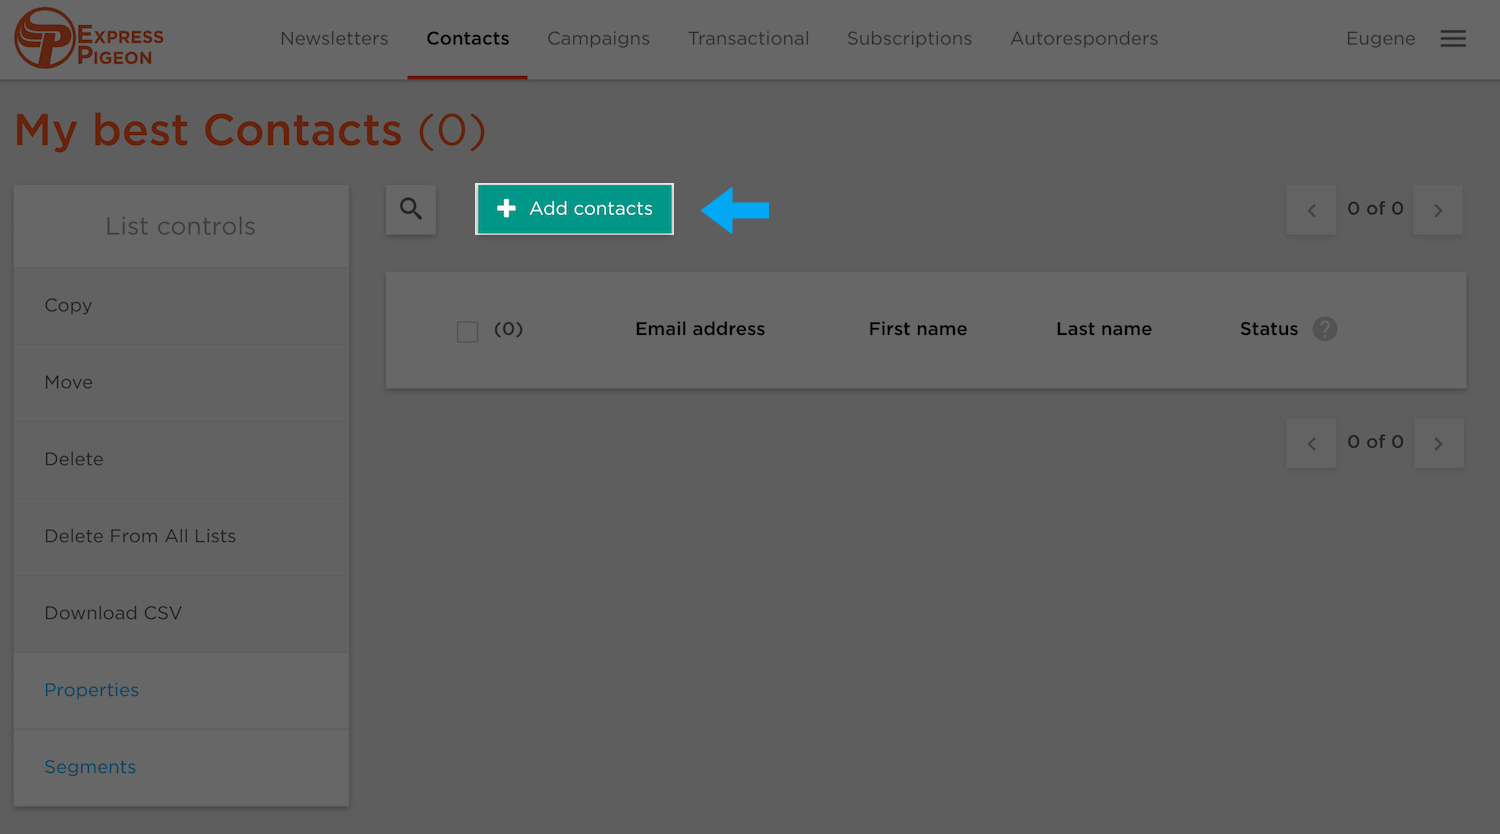 EXPRESS
PIGEON
Newsletters Contacts Campaigns Transactional Subscriptions Autoresponders Eugene
My best Contacts (0)
List controls
Copy
Move
Delete
Delete From All Lists
Download CSV
Properties
Segments
Add contacts
0 of 0
(0) Email address First name Last name Status ?
0 of 0